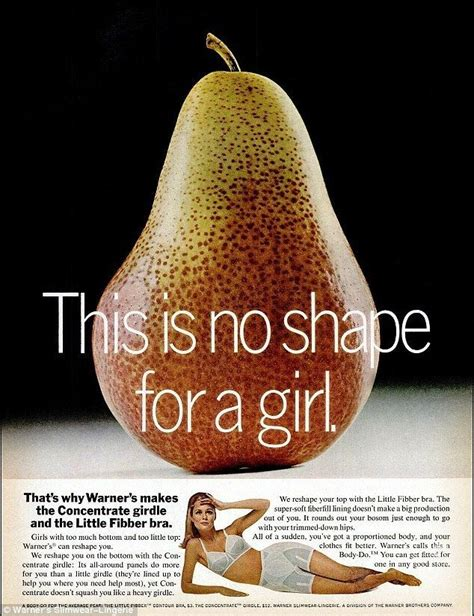 This is no shape
for a girl.
That's why Warner's makes
the Concentrate girdle
and the Little Fibber bra.
Girls with too much bottom and too little top:
Warner's® can reshape you.
We reshape you on the bottom with the Con-
centrate girdle: Its all-around panels do more
for you than a little girdle (they're lined up to
help you where you need help most), yet Con-
centrate doesn't squash you like a heavy girdle.
We reshape your top with the Little Fibber bra. The
super-soft fiberfill lining doesn't make a big production
out of you. It rounds out your bosom just enough to go
with your trimmed-down hips.
All of a sudden, you've got a proportioned body, and your
clothes fit better. Warner's calls this a
Body-Do.™ You can get fitted for
one in any good store.
A BODY-DO FOR THE AVERAGE PEAR: THE LITTLE FIBBER™ CONTOUR BRA, $3. THE CONCENTRATE™ GIRDLE, $12. WARNER'S SLIMWEAR-LINGERIE, A DIVISION OF THE WARNER BROTHERS COMPANY
© Warner's Slimwear-Lingerie